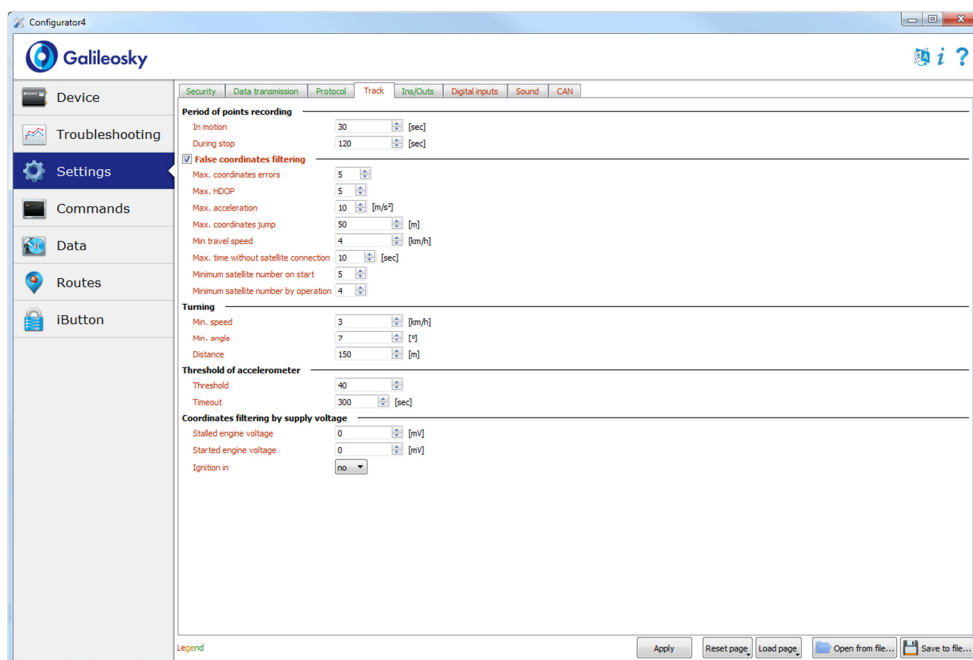 Configurator4
Galileosky
i ?
Device
Troubleshooting
Settings
Commands
Data
Routes
iButton
Security Data transmission Protocol Track Ins/Outs Digital inputs Sound CAN
Period of points recording
In motion 30 [sec]
During stop 120 [sec]
False coordinates filtering
Max. coordinates errors 5
Max. HDOP 5
Max. acceleration 10 [m/s²]
Max. coordinates jump 50 [m]
Min travel speed 4 [km/h]
Max. time without satellite connection 10 [sec]
Minimum satellite number on start 5
Minimum satellite number by operation 4
Turning
Min. speed 3 [km/h]
Min. angle 7 [°]
Distance 150 [m]
Threshold of accelerometer
Threshold 40
Timeout 300 [sec]
Coordinates filtering by supply voltage
Stalled engine voltage 0 [mV]
Started engine voltage 0 [mV]
Ignition in no
Legend
Apply Reset page Load page Open from file... Save to file...